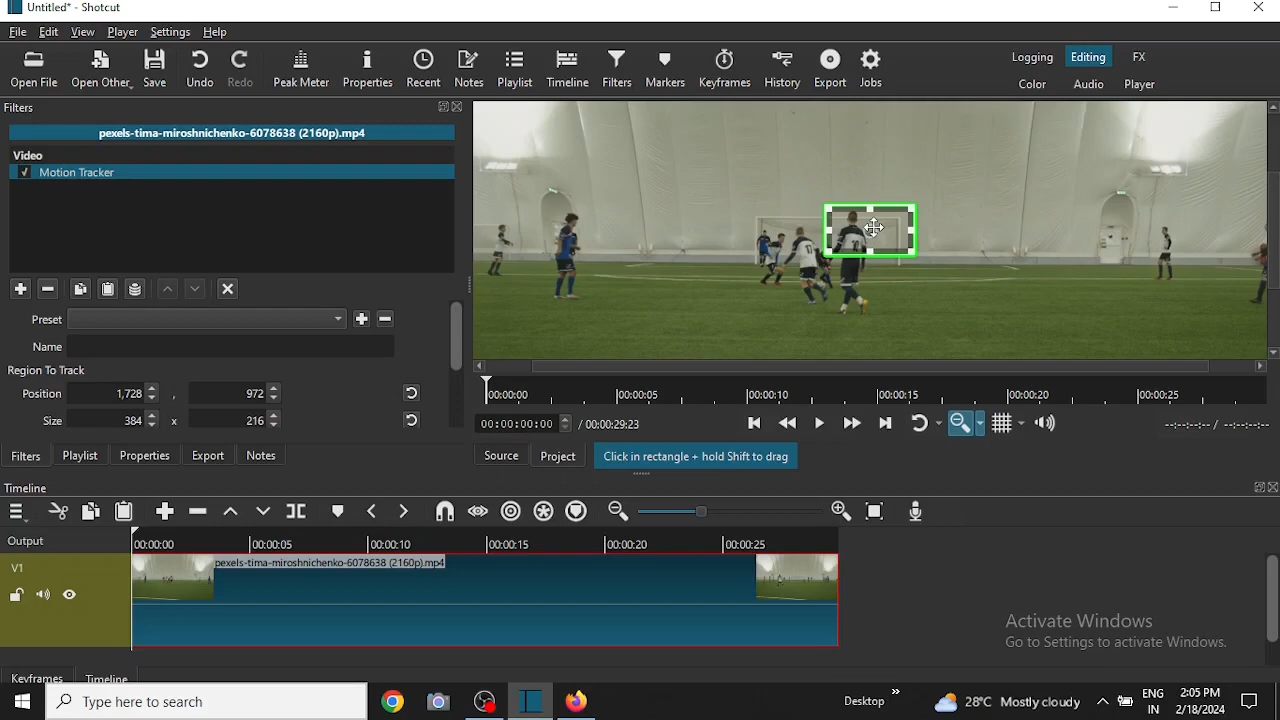 Untitled* - Shotcut
File Edit View Player Settings Help
Open File Open Other Save Undo Redo Peak Meter Properties Recent Notes Playlist Timeline Filters Markers Keyframes History Export Jobs
Logging Editing FX
Color Audio Player
Filters
pexels-tima-miroshnichenko-6078638 (2160p).mp4
Video
Motion Tracker
Preset
Name
Region To Track
Position 1,728 , 972
Size 384 x 216
00:00:00 00:00:05 00:00:10 00:00:15 00:00:20 00:00:25
00:00:00:00 / 00:00:29:23
--:--:--:-- / --:--:--:--
Filters Playlist Properties Export Notes
Source Project Click in rectangle + hold Shift to drag
Timeline
Output
00:00:00 00:00:05 00:00:10 00:00:15 00:00:20 00:00:25
V1
pexels-tima-miroshnichenko-6078638 (2160p).mp4
Activate Windows
Go to Settings to activate Windows.
Keyframes Timeline
Type here to search
Desktop
28°C Mostly cloudy
ENG
IN
2:05 PM
2/18/2024